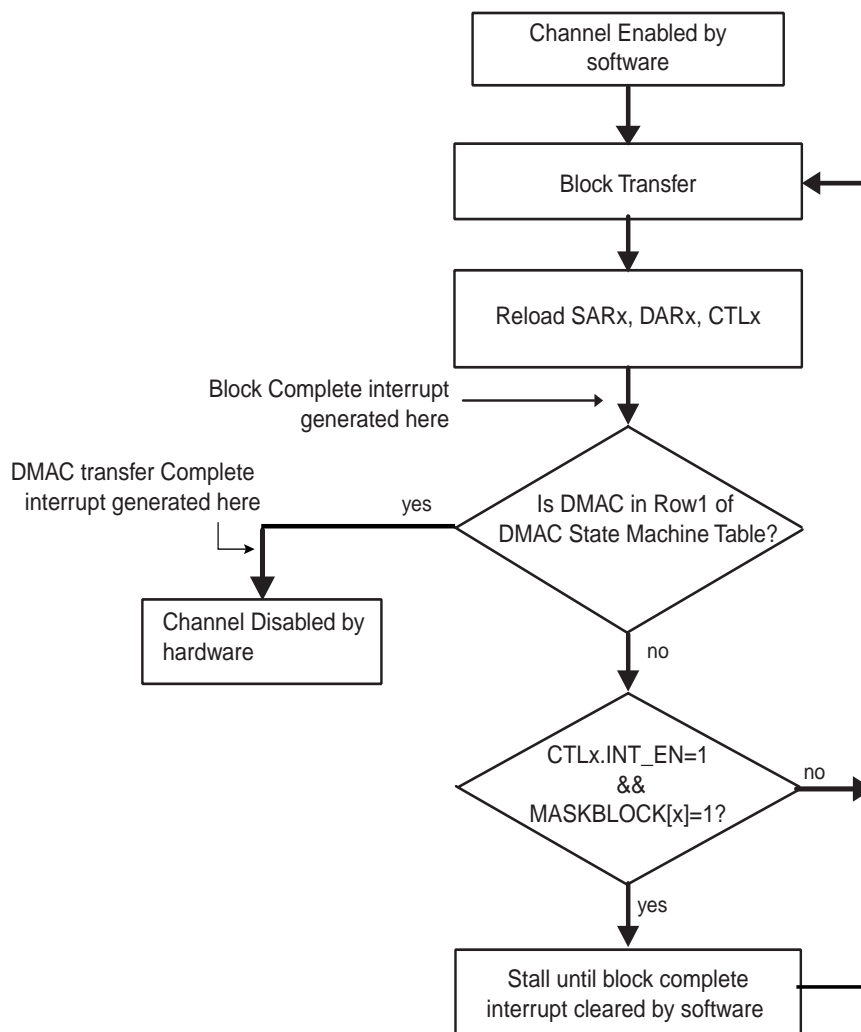 Channel Enabled by
software
Block Transfer
Reload SARx, DARx, CTLx
Block Complete interrupt
generated here
DMAC transfer Complete
interrupt generated here
yes
Is DMAC in Row1 of
DMAC State Machine Table?
Channel Disabled by
hardware
no
CTLx.INT_EN=1
&&
MASKBLOCK[x]=1?
no
yes
Stall until block complete
interrupt cleared by software